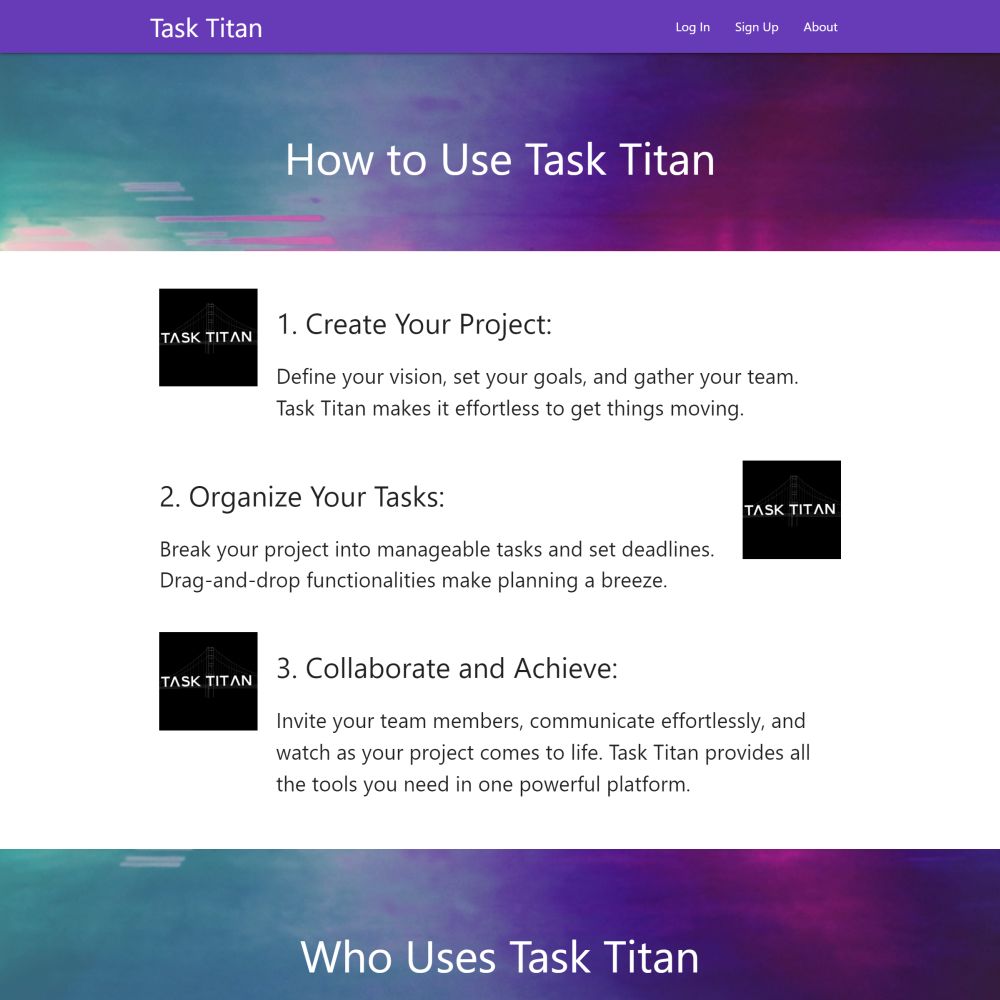 Task Titan
Log In
Sign Up
About
How to Use Task Titan
TASK TITAN
1. Create Your Project:
Define your vision, set your goals, and gather your team.
Task Titan makes it effortless to get things moving.
2. Organize Your Tasks:
TASK TITAN
Break your project into manageable tasks and set deadlines.
Drag-and-drop functionalities make planning a breeze.
TASK TITAN
3. Collaborate and Achieve:
Invite your team members, communicate effortlessly, and
watch as your project comes to life. Task Titan provides all
the tools you need in one powerful platform.
Who Uses Task Titan